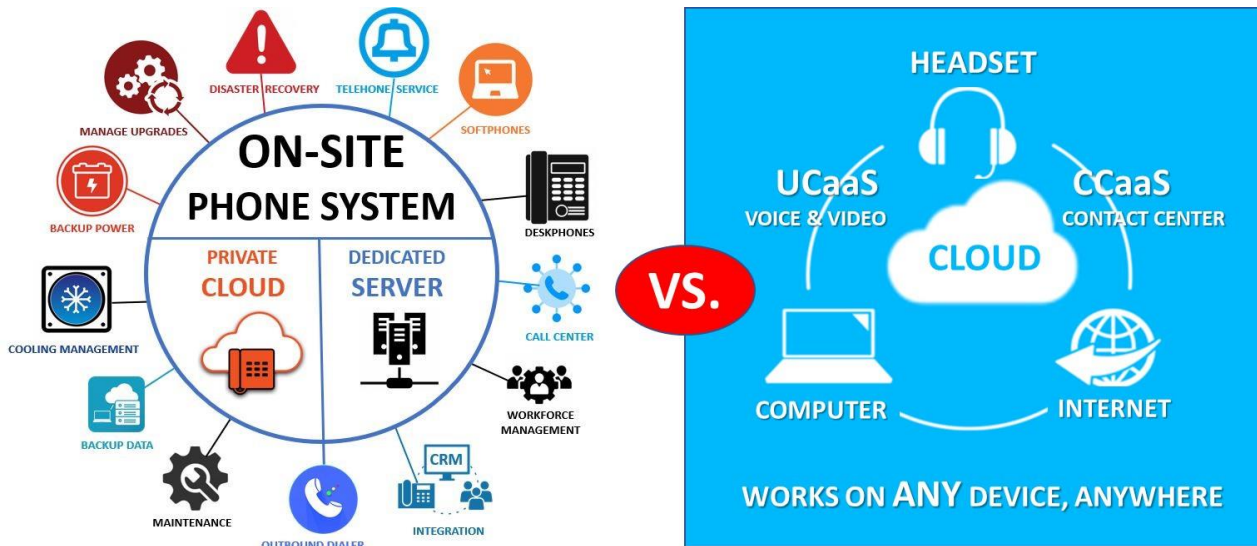 DISASTER RECOVERY
TELEHONE SERVICE
MANAGE UPGRADES
SOFTPHONES
ON-SITE
PHONE SYSTEM
BACKUP POWER
DESKPHONES
PRIVATE
CLOUD
DEDICATED
SERVER
COOLING MANAGEMENT
CALL CENTER
BACKUP DATA
WORKFORCE
MANAGEMENT
MAINTENANCE
CRM
INTEGRATION
OUTBOUND DIALER
VS.
HEADSET
UCaaS
VOICE & VIDEO
CCaaS
CONTACT CENTER
CLOUD
COMPUTER
INTERNET
WORKS ON ANY DEVICE, ANYWHERE